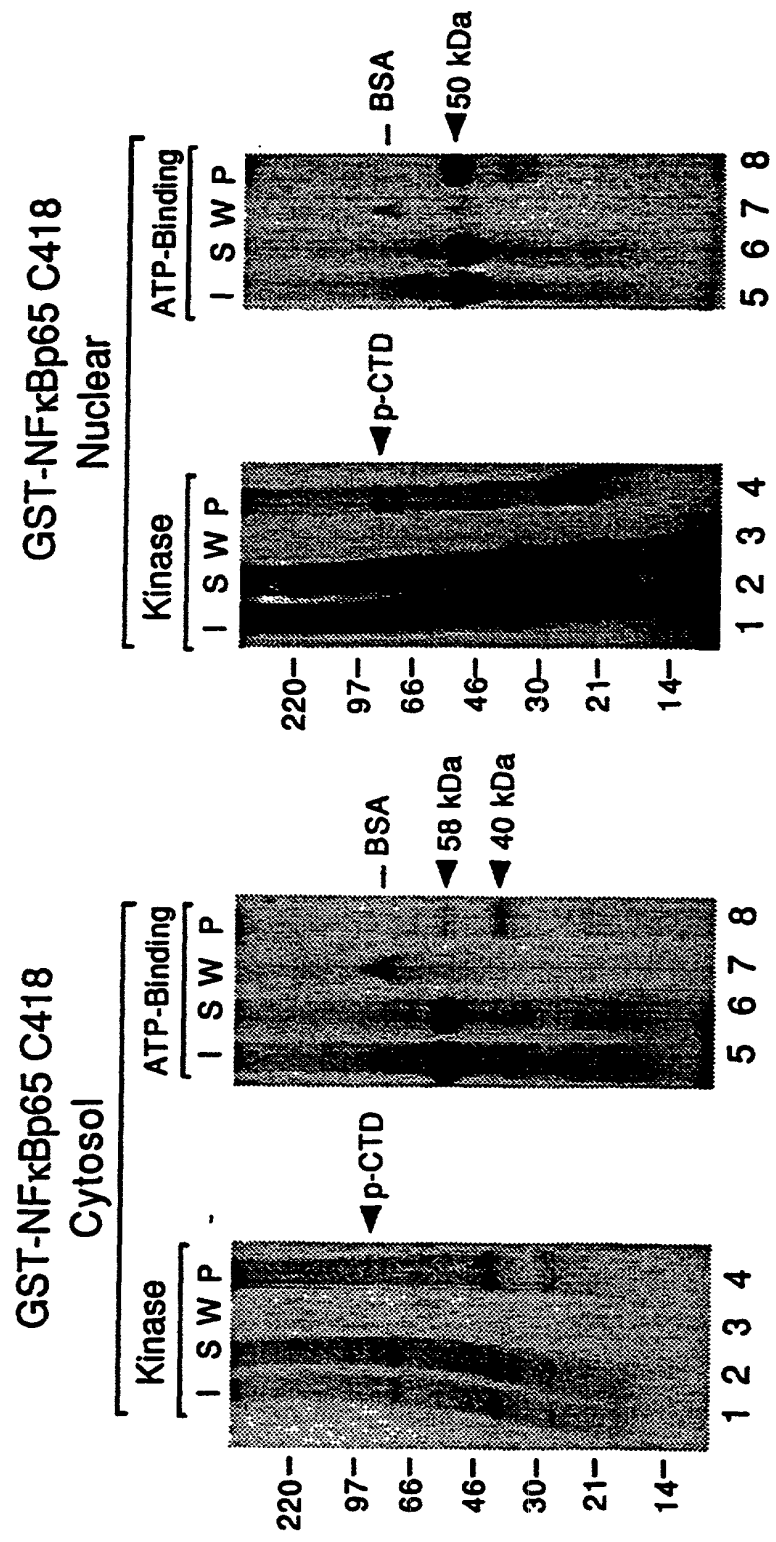 GST-NFκBp65 C418
Cytosol
Kinase
ATP-Binding
I S W P
I S W P
220–
97–
66–
46–
30–
21–
14–
p-CTD
– BSA
58 kDa
40 kDa
1 2 3 4
5 6 7 8
GST-NFκBp65 C418
Nuclear
Kinase
ATP-Binding
I S W P
I S W P
220–
97–
66–
46–
30–
21–
14–
p-CTD
– BSA
50 kDa
1 2 3 4
5 6 7 8